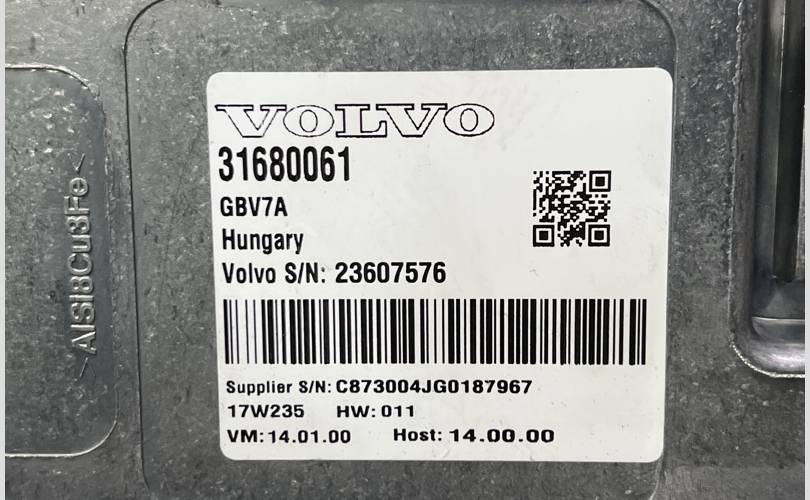 VOLVO
31680061
GBV7A
Hungary
Volvo S/N: 23607576
Supplier S/N: C873004JG0187967
17W235 HW: 011
VM: 14.01.00 Host: 14.00.00
>AlSi8Cu3Fe<